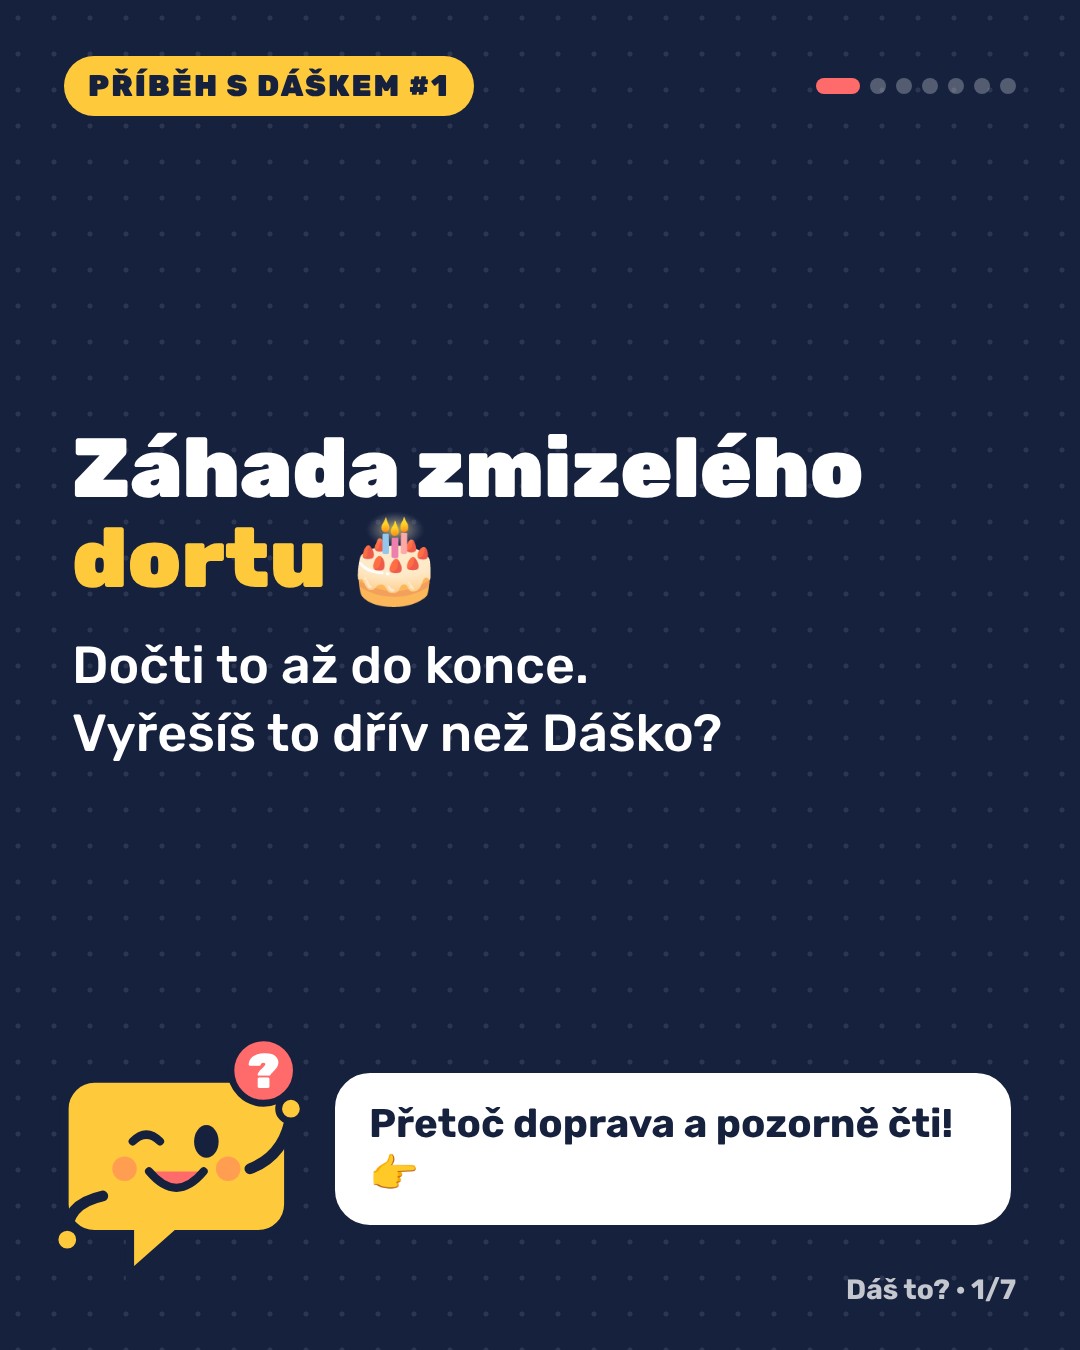 PŘÍBĚH S DÁŠKEM #1
Záhada zmizelého
dortu 🎂
Dočti to až do konce.
Vyřešíš to dřív než Dáško?
?
Přetoč doprava a pozorně čti!
👉
Dáš to? • 1/7